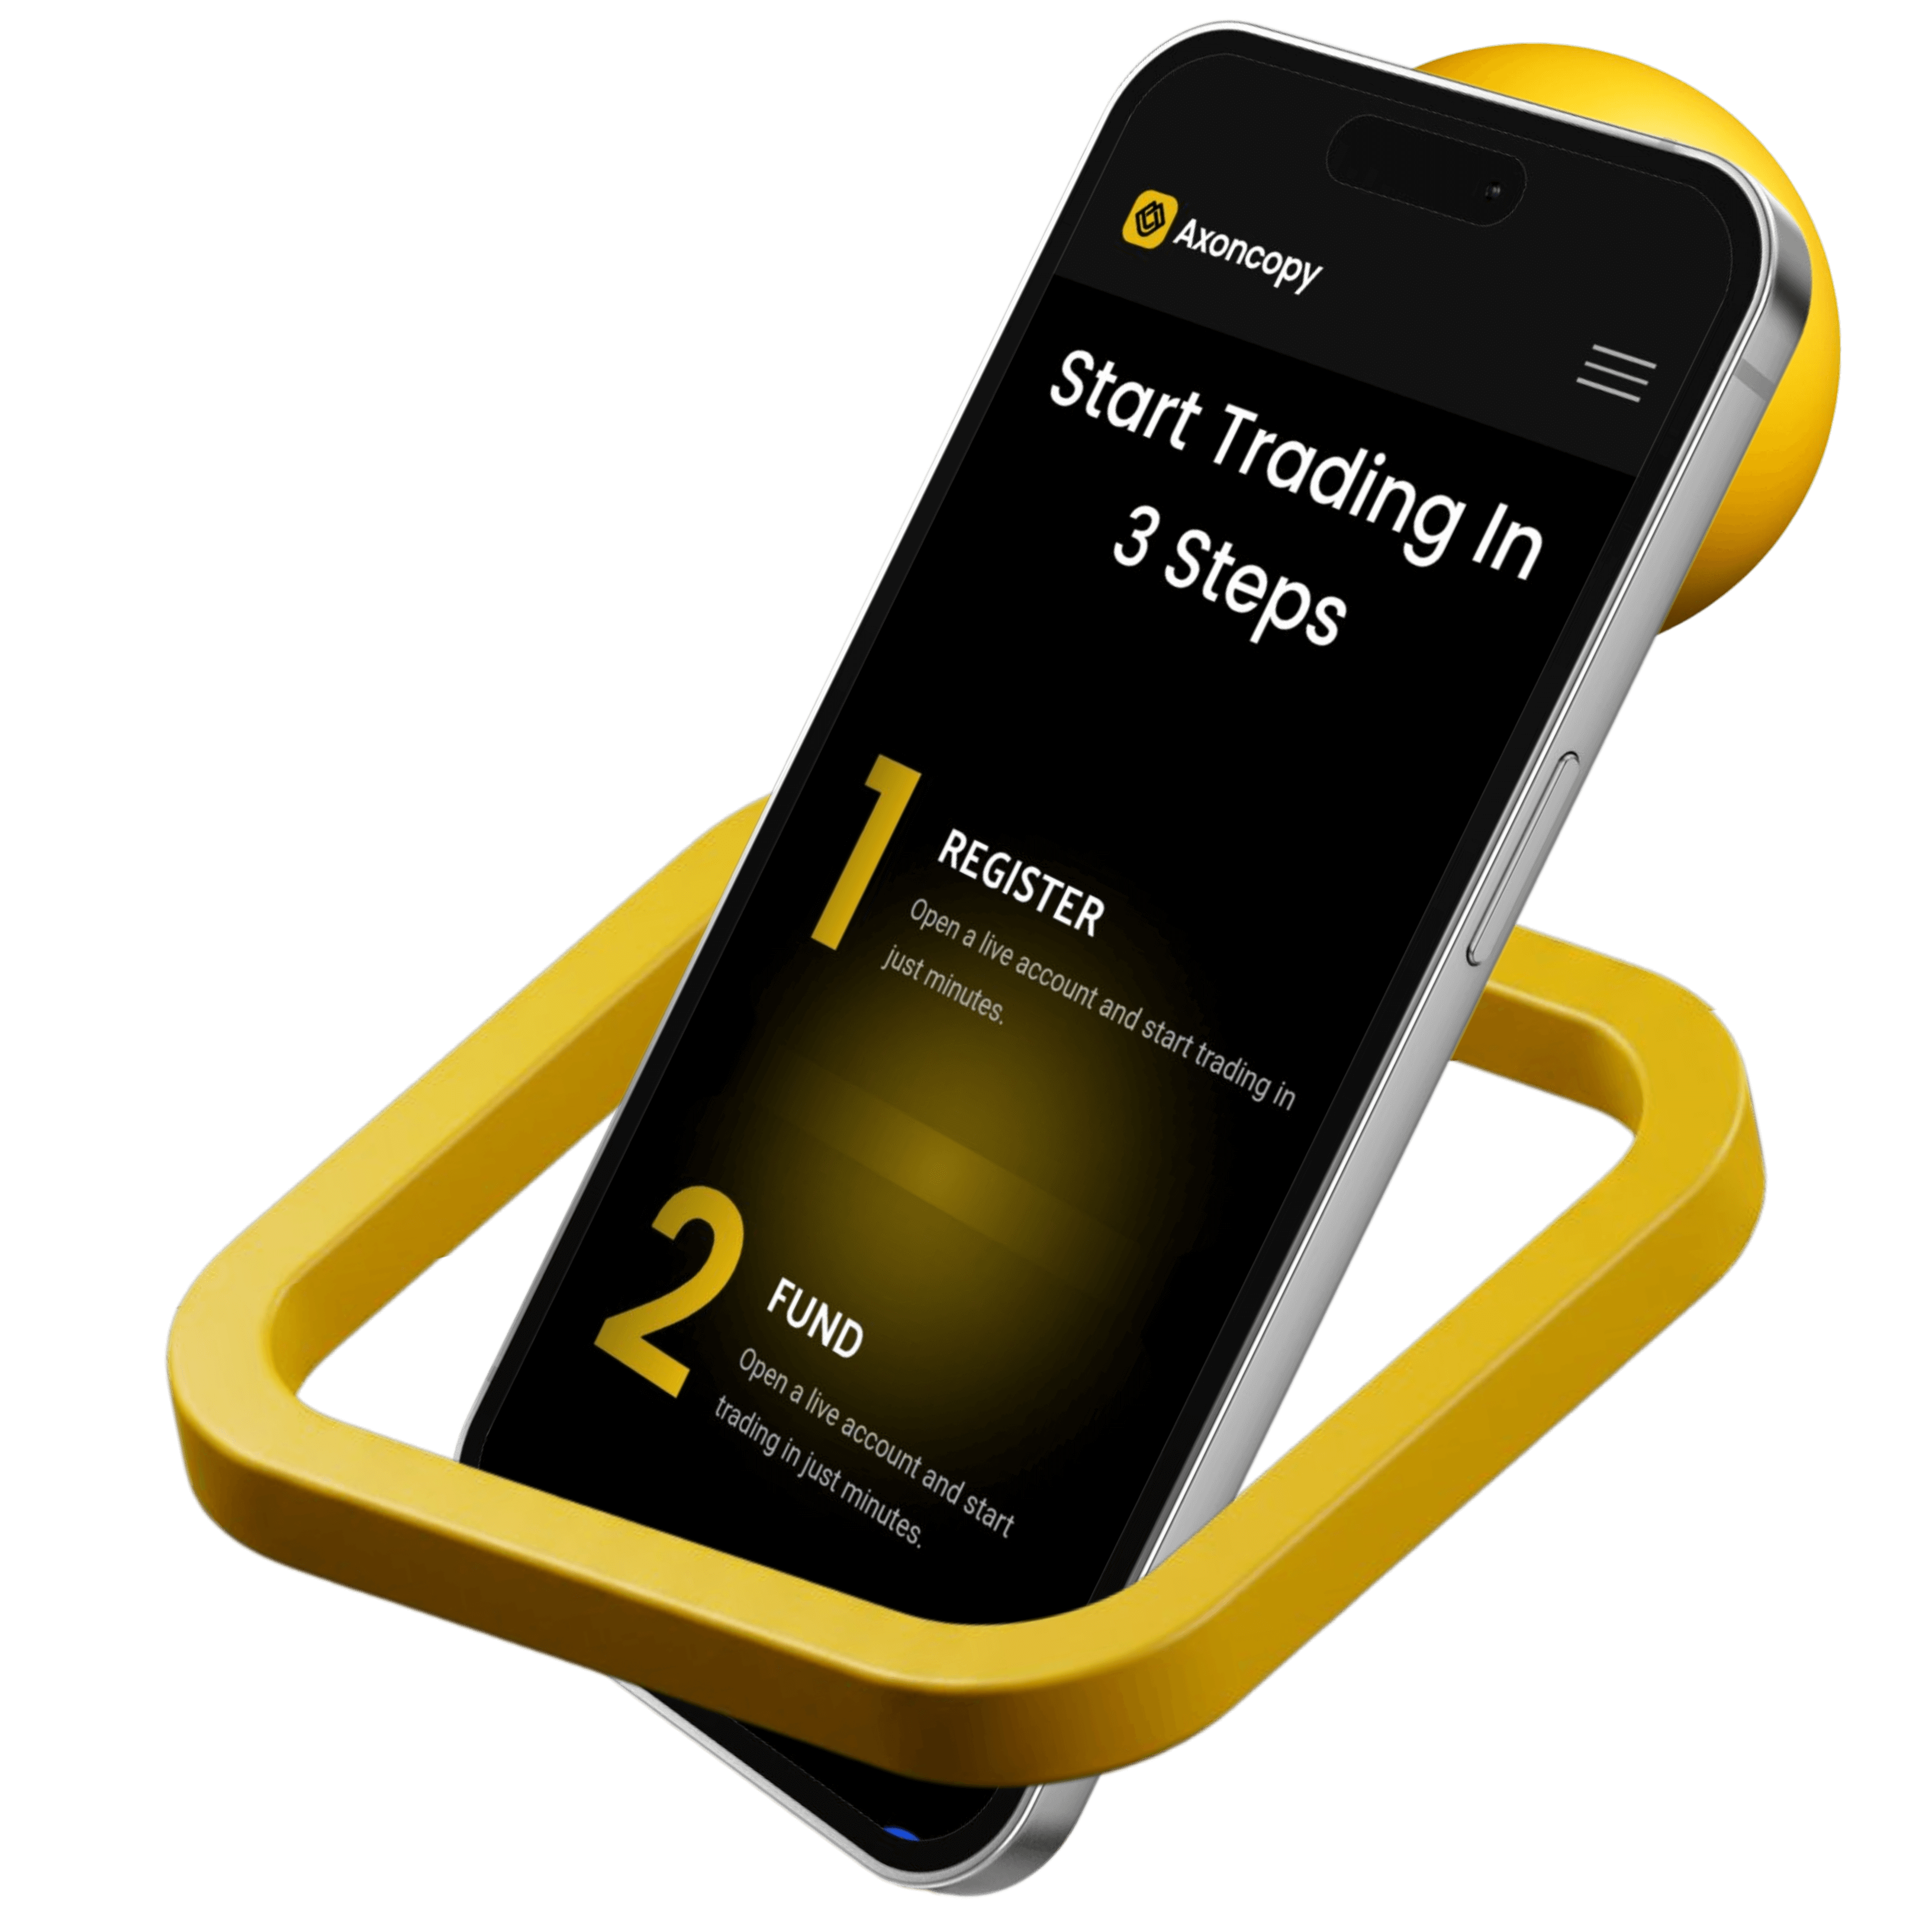 Axoncopy
Start Trading In
3 Steps
1
REGISTER
Open a live account and start trading in
just minutes.
2
FUND
Open a live account and start
trading in just minutes.